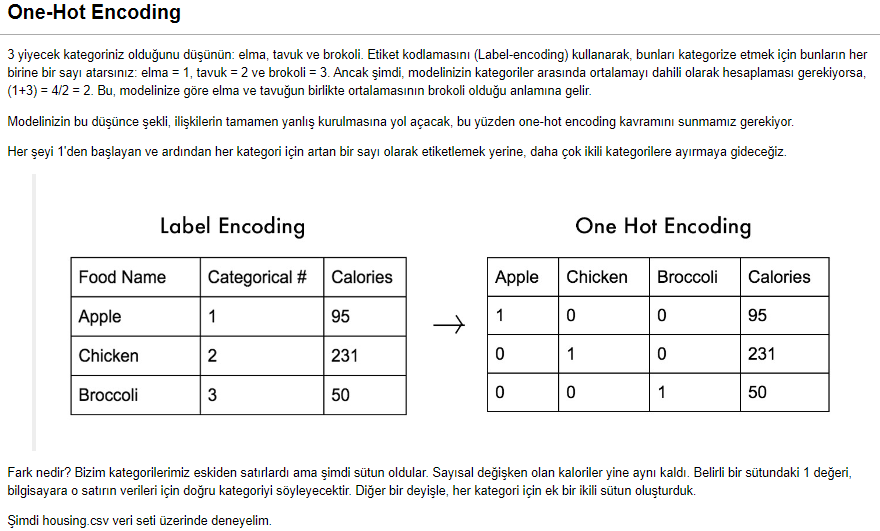 One-Hot Encoding
3 yiyecek kategoriniz olduğunu düşünün: elma, tavuk ve brokoli. Etiket kodlamasını (Label-encoding) kullanarak, bunları kategorize etmek için bunların her
birine bir sayı atarsınız: elma = 1, tavuk = 2 ve brokoli = 3. Ancak şimdi, modelinizin kategoriler arasında ortalamayı dahili olarak hesaplaması gerekiyorsa,
(1+3) = 4/2 = 2. Bu, modelinize göre elma ve tavuğun birlikte ortalamasının brokoli olduğu anlamına gelir.
Modelinizin bu düşünce şekli, ilişkilerin tamamen yanlış kurulmasına yol açacak, bu yüzden one-hot encoding kavramını sunmamız gerekiyor.
Her şeyi 1'den başlayan ve ardından her kategori için artan bir sayı olarak etiketlemek yerine, daha çok ikili kategorilere ayırmaya gideceğiz.
Label Encoding
Food Name Categorical # Calories
Apple 1 95
Chicken 2 231
Broccoli 3 50
→
One Hot Encoding
Apple Chicken Broccoli Calories
1 0 0 95
0 1 0 231
0 0 1 50
Fark nedir? Bizim kategorilerimiz eskiden satırlardı ama şimdi sütun oldular. Sayısal değişken olan kaloriler yine aynı kaldı. Belirli bir sütundaki 1 değeri,
bilgisayara o satırın verileri için doğru kategoriyi söyleyecektir. Diğer bir deyişle, her kategori için ek bir ikili sütun oluşturduk.
Şimdi housing.csv veri seti üzerinde deneyelim.